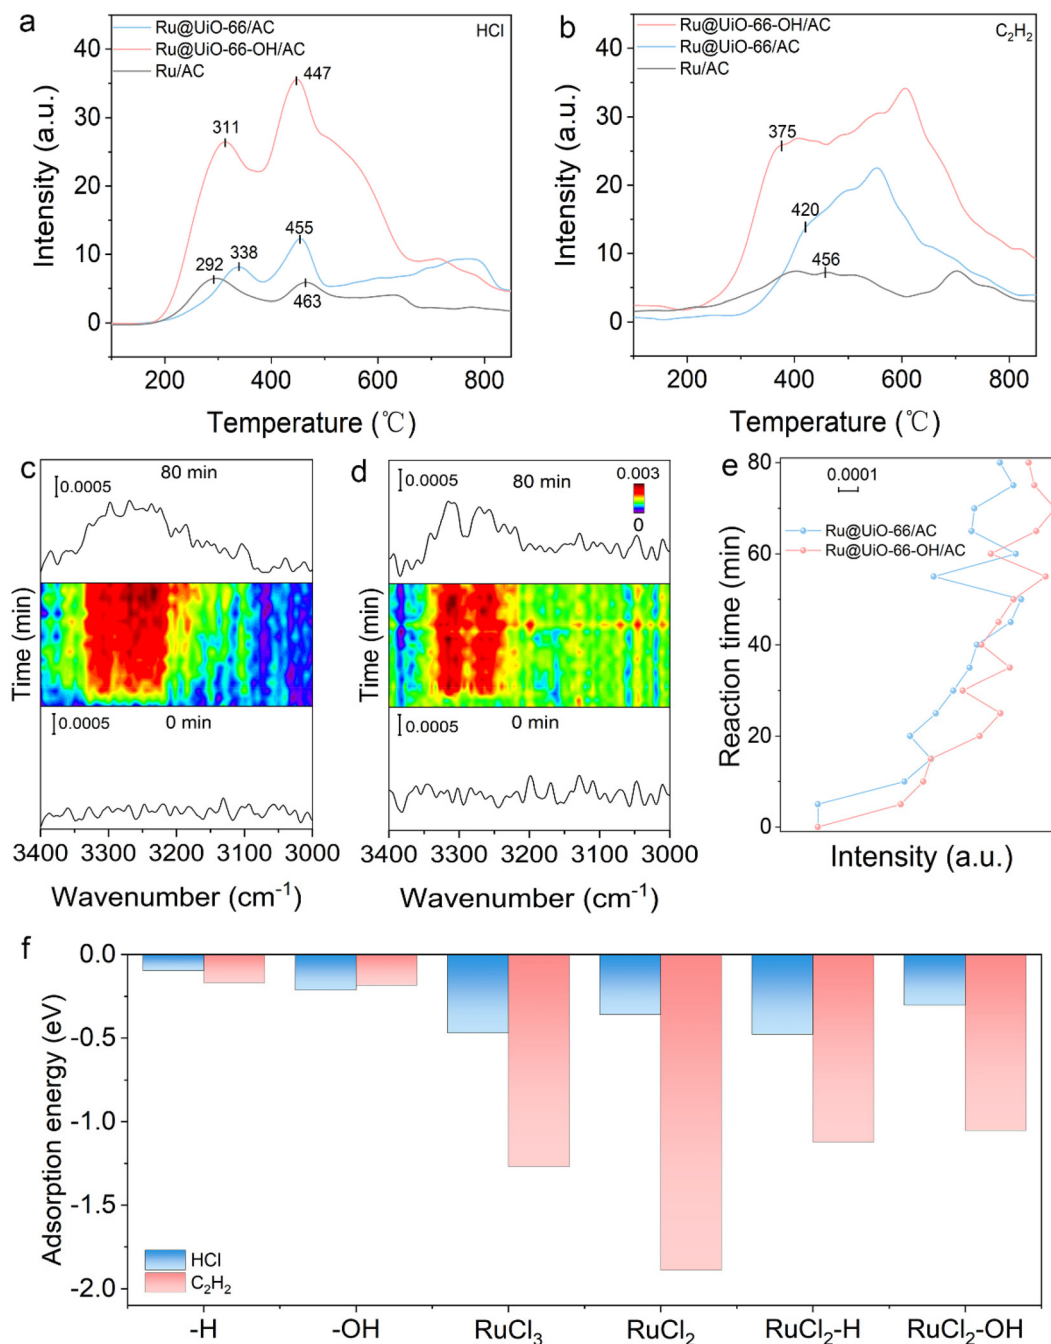 a
Ru@UiO-66/AC
Ru@UiO-66-OH/AC
Ru/AC
HCl
40
30
20
10
0
311
447
292
338
455
463
200
400
600
800
Intensity (a.u.)
Temperature (℃)
b
Ru@UiO-66-OH/AC
Ru@UiO-66/AC
Ru/AC
C₂H₂
40
30
20
10
0
375
420
456
200
400
600
800
Intensity (a.u.)
Temperature (℃)
c
0.0005
80 min
Time (min)
0.0005
0 min
3400 3300 3200 3100 3000
Wavenumber (cm⁻¹)
d
0.0005
80 min
0.003
0
Time (min)
0.0005
0 min
3400 3300 3200 3100 3000
Wavenumber (cm⁻¹)
e
0.0001
Ru@UiO-66/AC
Ru@UiO-66-OH/AC
80
60
40
20
0
Reaction time (min)
Intensity (a.u.)
f
0.0
-0.5
-1.0
-1.5
-2.0
Adsorption energy (eV)
HCl
C₂H₂
-H
-OH
RuCl₃
RuCl₂
RuCl₂-H
RuCl₂-OH